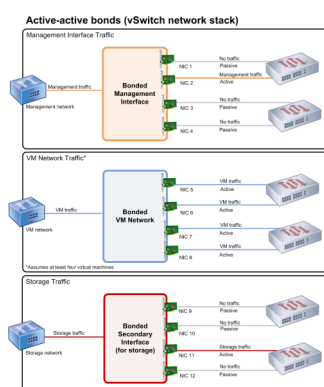 Active-active bonds (vSwitch network stack)
Management Interface Traffic
Management traffic
Management network
Bonded
Management
Interface
NIC 1
No traffic
Passive
NIC 2
Management traffic
Active
NIC 3
No traffic
Passive
NIC 4
No traffic
Passive
VM Network Traffic*
VM traffic
VM network
Bonded
VM Network
NIC 5
VM traffic
Active
NIC 6
VM traffic
Active
NIC 7
VM traffic
Active
NIC 8
VM traffic
Active
*Assumes at least four virtual machines
Storage Traffic
Storage traffic
Storage network
Bonded
Secondary
Interface
(for storage)
NIC 9
No traffic
Passive
NIC 10
No traffic
Passive
NIC 11
Storage traffic
Active
NIC 12
No traffic
Passive